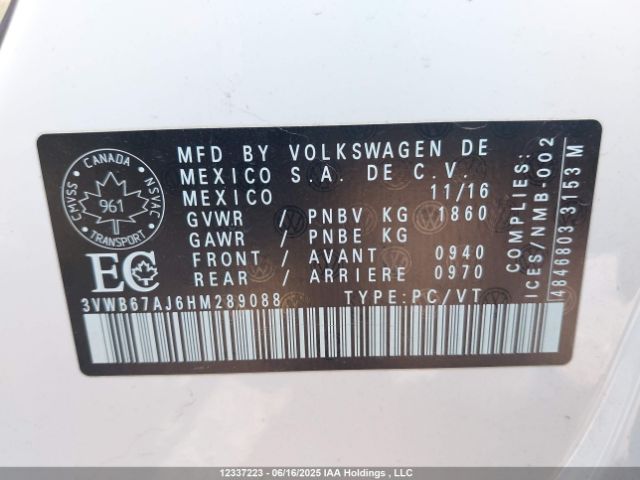 CANADA
CMVSS
NSVAC
961
TRANSPORT
EC
MFD BY VOLKSWAGEN DE
MEXICO S.A. DE C.V.
MEXICO 11/16
GVWR / PNBV KG 1860
GAWR / PNBE KG
FRONT / AVANT 0940
REAR / ARRIERE 0970
3VWB67AJ6HM289088 TYPE:PC/VT
COMPLIES:
ICES/NMB-002
4846803 3153 M
12337223 - 06/16/2025 IAA Holdings , LLC